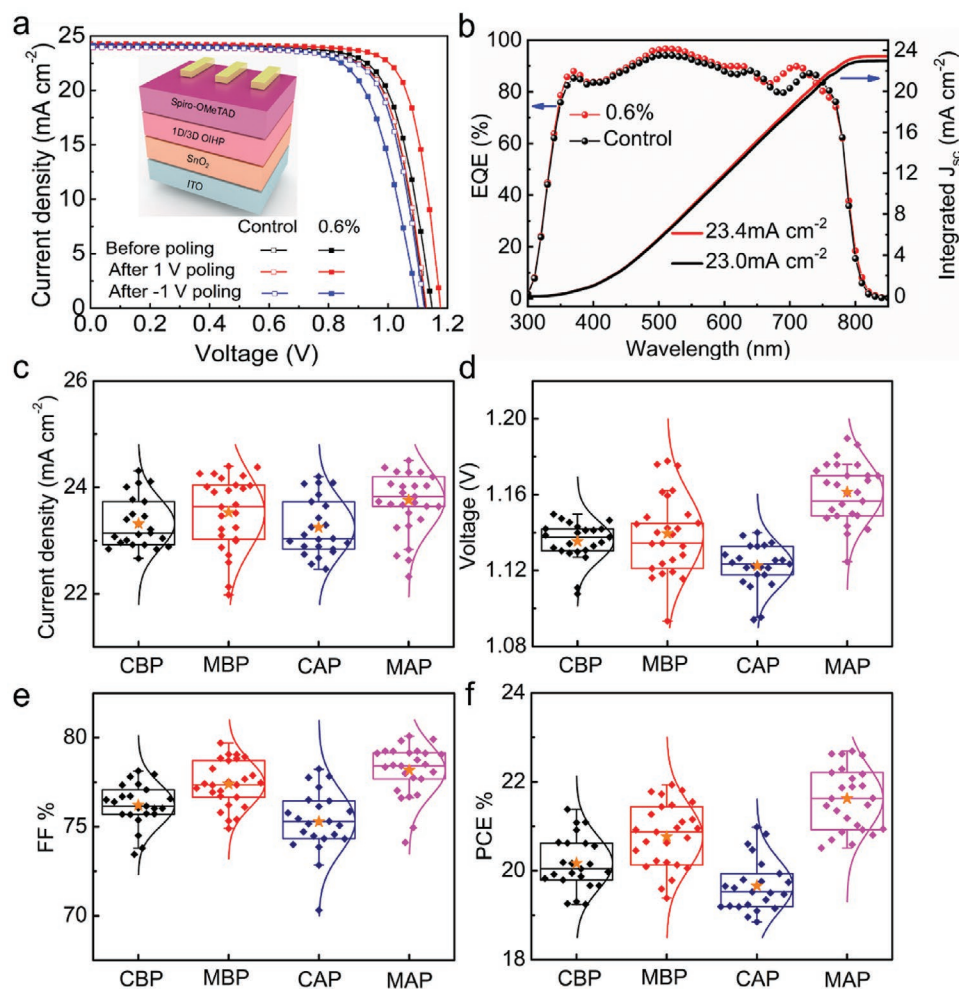 a
Current density (mA cm⁻²)
25
20
15
10
5
0
0.0 0.2 0.4 0.6 0.8 1.0 1.2
Voltage (V)
Spiro-OMeTAD
1D/3D OIHP
SnO₂
ITO
Control 0.6%
Before poling
After 1 V poling
After -1 V poling
b
EQE (%)
100
80
60
40
20
0
300 400 500 600 700 800
Wavelength (nm)
24
20
16
12
8
4
0
Integrated Jsc (mA cm⁻²)
0.6%
Control
23.4mA cm⁻²
23.0mA cm⁻²
c
Current density (mA cm⁻²)
26
24
22
CBP MBP CAP MAP
d
Voltage (V)
1.20
1.16
1.12
1.08
CBP MBP CAP MAP
e
FF %
80
75
70
CBP MBP CAP MAP
f
PCE %
24
22
20
18
CBP MBP CAP MAP